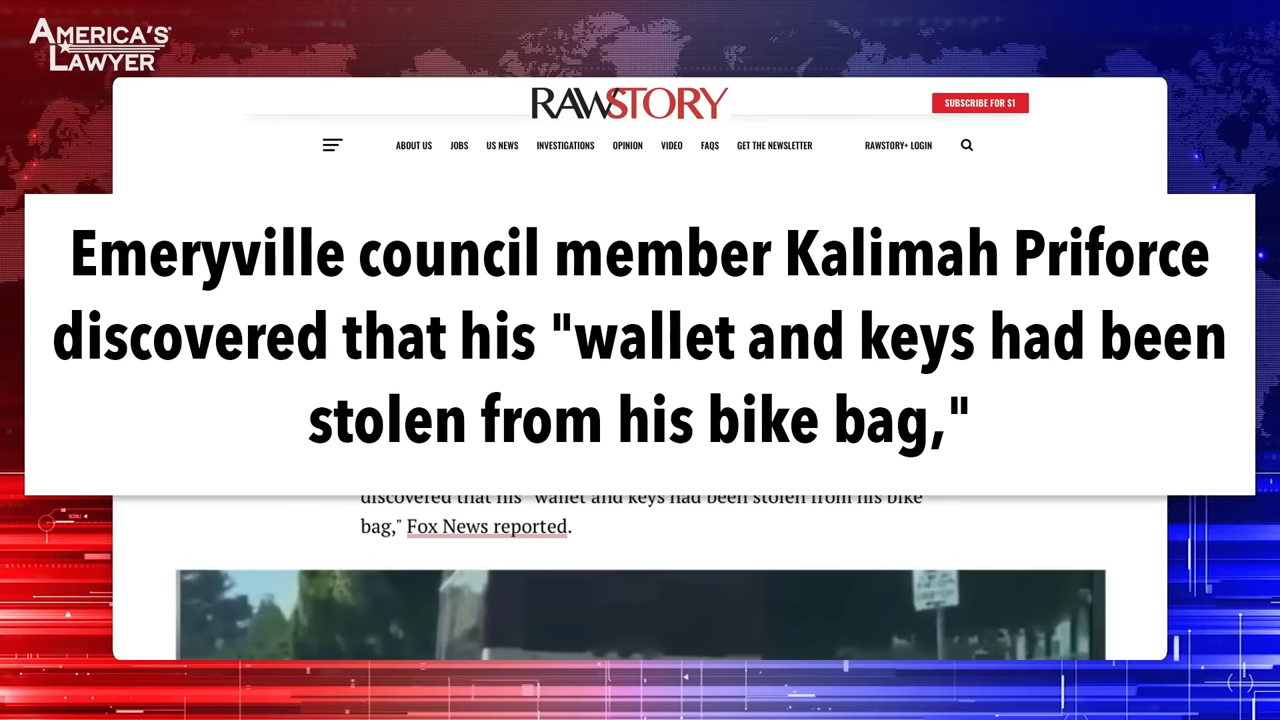 AMERICA'S
LAWYER
RAWSTORY
SUBSCRIBE FOR $1
ABOUT US JOBS US NEWS INVESTIGATIONS OPINION VIDEO FAQS GET THE NEWSLETTER RAWSTORY+ LOGIN
Emeryville council member Kalimah Priforce
discovered that his "wallet and keys had been
stolen from his bike bag,"
discovered that his "wallet and keys had been stolen from his bike
bag," Fox News reported.